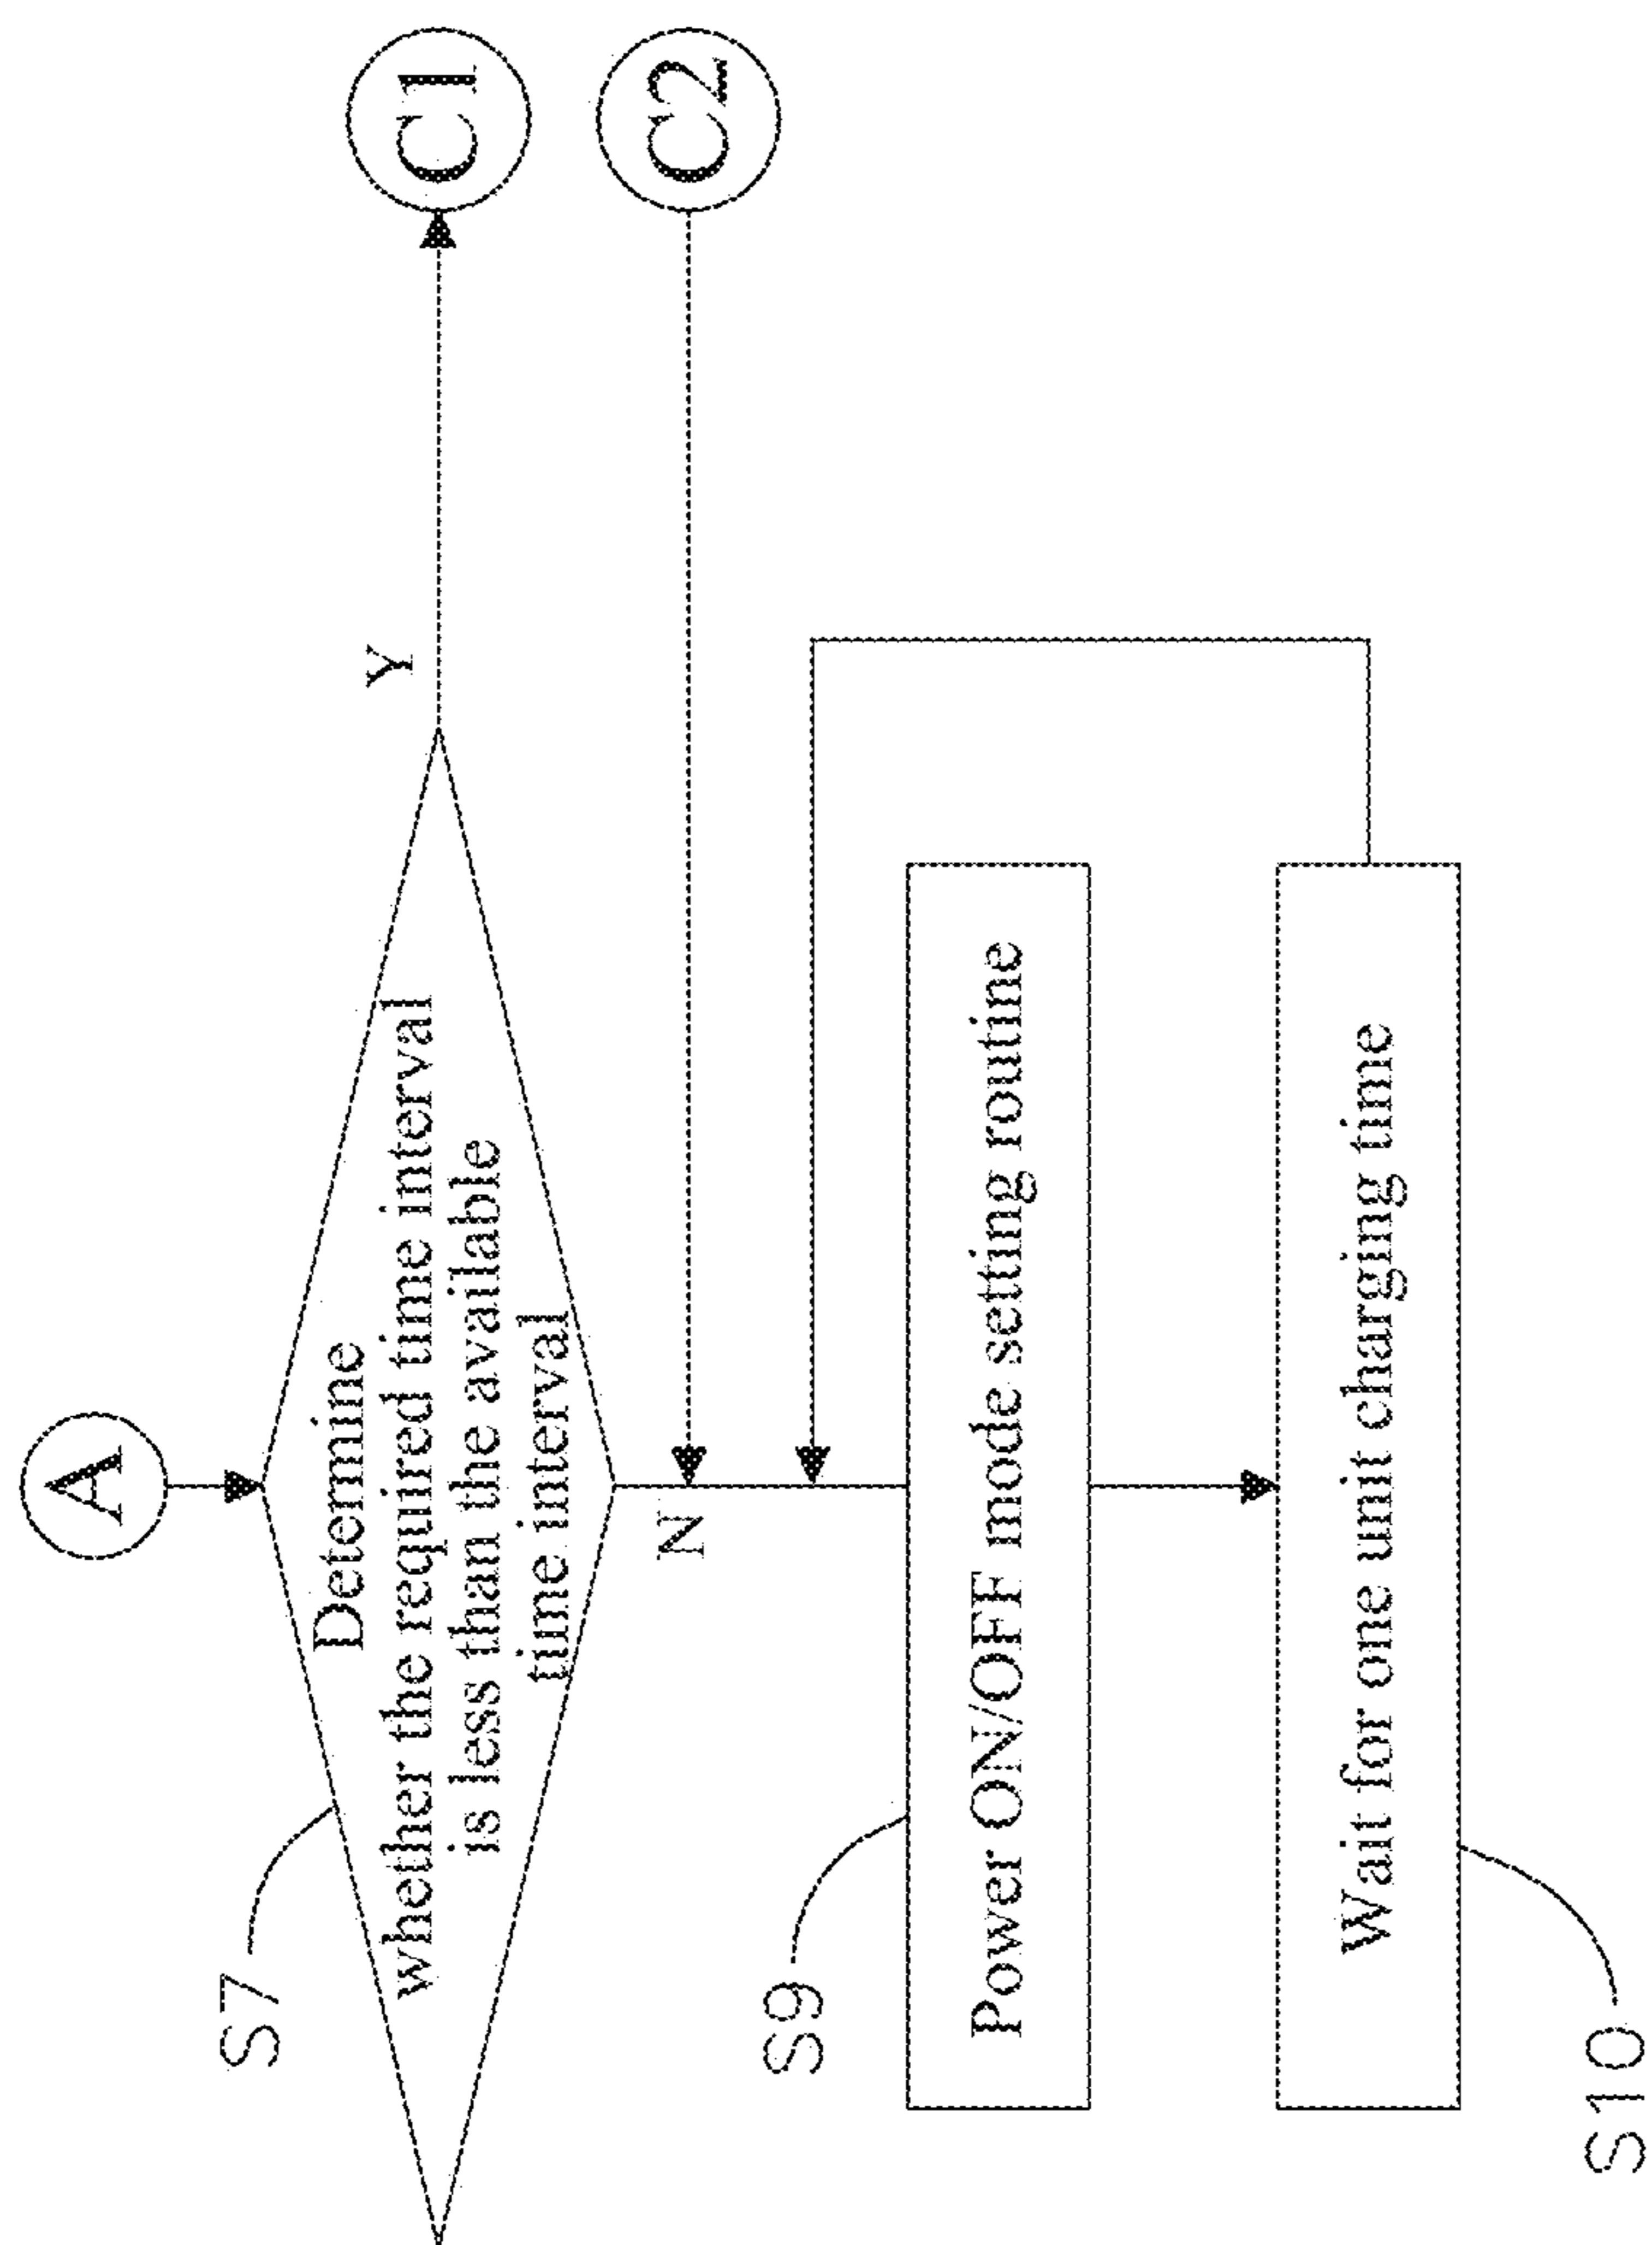 A
S7
Determine
whether the required time interval
is less than the available
time interval
Y
C1
N
C2
S9
Power ON/OFF mode setting routine
S10
Wait for one unit charging time